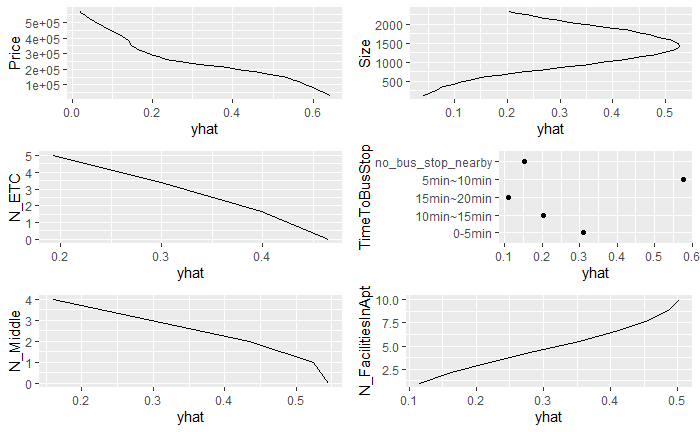 Price
5e+05
4e+05
3e+05
2e+05
1e+05
0.0 0.2 0.4 0.6
yhat
Size
2000
1500
1000
500
0.1 0.2 0.3 0.4 0.5
yhat
N_ETC
5
4
3
2
1
0
0.2 0.3 0.4
yhat
TimeToBusStop
no_bus_stop_nearby
5min~10min
15min~20min
10min~15min
0-5min
0.1 0.2 0.3 0.4 0.5 0.6
yhat
N_Middle
4
3
2
1
0
0.2 0.3 0.4 0.5
yhat
N_FacilitiesInApt
10.0
7.5
5.0
2.5
0.1 0.2 0.3 0.4 0.5
yhat